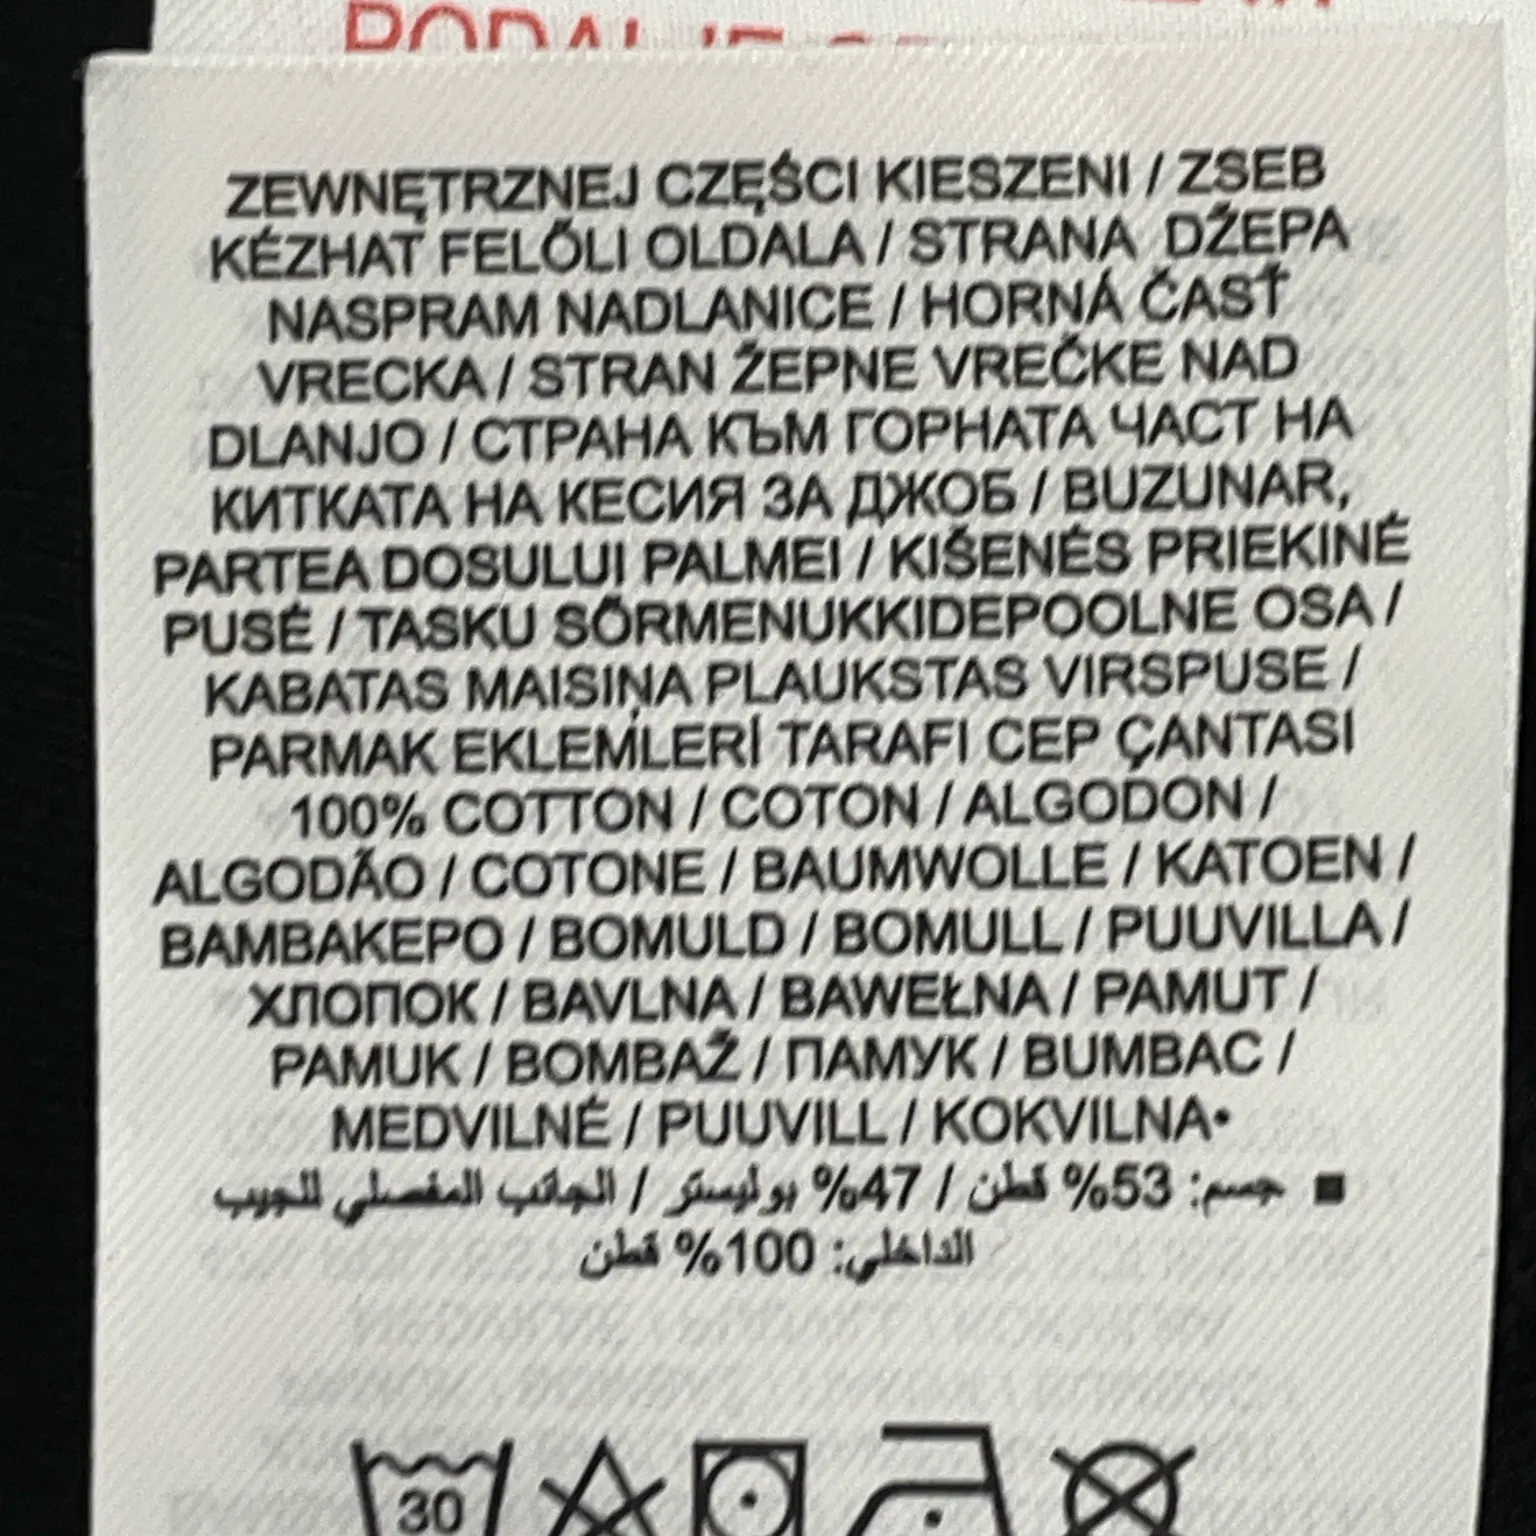 ZEWNĘTRZNEJ CZĘŚCI KIESZENI / ZSEB
KÉZHAT FELŐLI OLDALA / STRANA DŽEPA
NASPRAM NADLANICE / HORNÁ ČASŤ
VRECKA / STRAN ŽEPNE VREČKE NAD
DLANJO / СТРАНА КЪМ ГОРНАТА ЧАСТ НА
КИТКАТА НА КЕСИЯ ЗА ДЖОБ / BUZUNAR,
PARTEA DOSULUI PALMEI / KIŠENĖS PRIEKINĖ
PUSĖ / TASKU SÕRMENUKKIDEPOOLNE OSA /
KABATAS MAISIŅA PLAUKSTAS VIRSPUSE /
PARMAK EKLEMLERİ TARAFI CEP ÇANTASI
100% COTTON / COTON / ALGODON /
ALGODÃO / COTONE / BAUMWOLLE / KATOEN /
ΒΑΜΒΑΚΕΡΟ / BOMULD / BOMULL / PUUVILLA /
ХЛОПОК / BAVLNA / BAWEŁNA / PAMUT /
PAMUK / BOMBAŽ / ПАМУК / BUMBAC /
MEDVILNĖ / PUUVILL / KOKVILNA•
■ جسم: 53% قطن / 47% بوليستر / الجانب المفصلي للجيب
الداخلي: 100% قطن
30